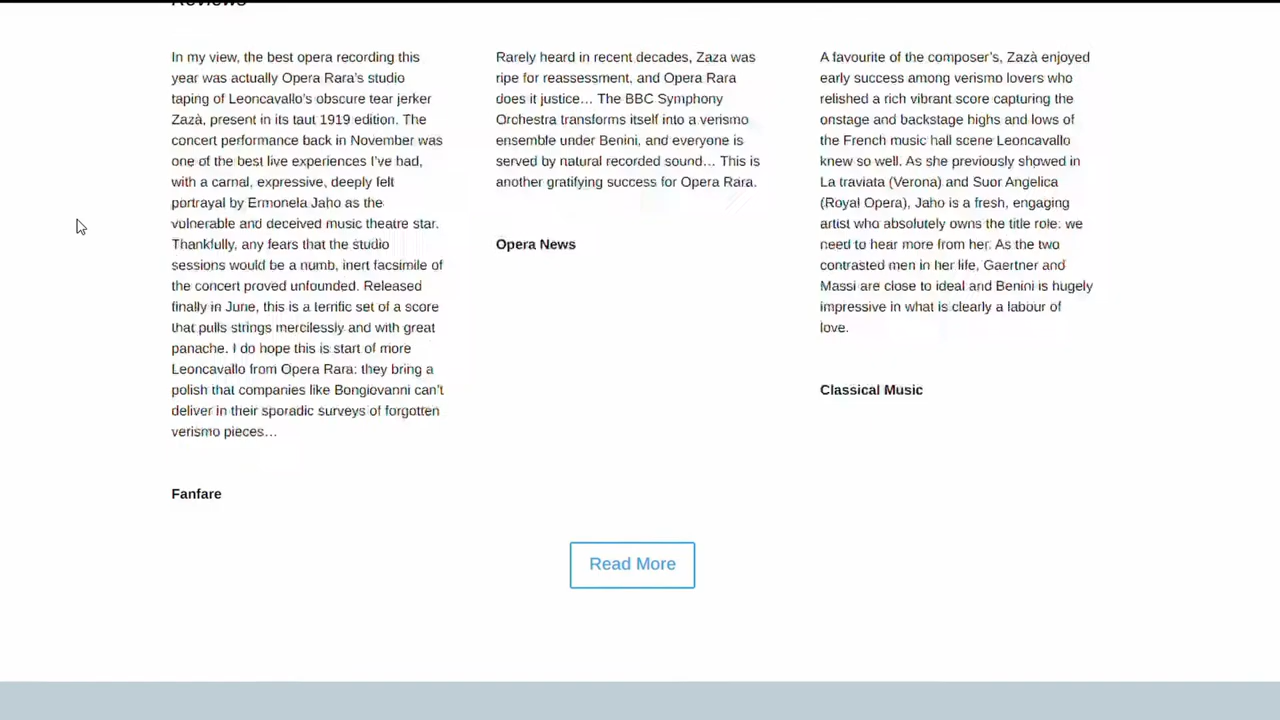 Reviews
In my view, the best opera recording this
year was actually Opera Rara's studio
taping of Leoncavallo's obscure tear jerker
Zazà, present in its taut 1919 edition. The
concert performance back in November was
one of the best live experiences I've had,
with a carnal, expressive, deeply felt
portrayal by Ermonela Jaho as the
volnerable and deceived music theatre star.
Thankfully, any fears that the studio
sessions would be a numb, inert facsimile of
the concert proved unfounded. Released
finally in June, this is a terrific set of a score
that pulls strings mercilessly and with great
panache. I do hope this is start of more
Leoncavallo from Opera Rara: they bring a
polish that companies like Bongiovanni can't
deliver in their sporadic surveys of forgotten
verismo pieces…
Fanfare
Rarely heard in recent decades, Zaza was
ripe for reassessment, and Opera Rara
does it justice… The BBC Symphony
Orchestra transforms itself into a verismo
ensemble under Benini, and everyone is
served by natural recorded sound… This is
another gratifying success for Opera Rara.
Opera News
A favourite of the composer's, Zazà enjoyed
early success among verismo lovers who
relished a rich vibrant score capturing the
onstage and backstage highs and lows of
the French music hall scene Leoncavallo
knew so well. As she previously showed in
La traviata (Verona) and Suor Angelica
(Royal Opera), Jaho is a fresh, engaging
artist who absolutely owns the title role: we
need to hear more from her. As the two
contrasted men in her life, Gaertner and
Massi are close to ideal and Benini is hugely
impressive in what is clearly a labour of
love.
Classical Music
Read More